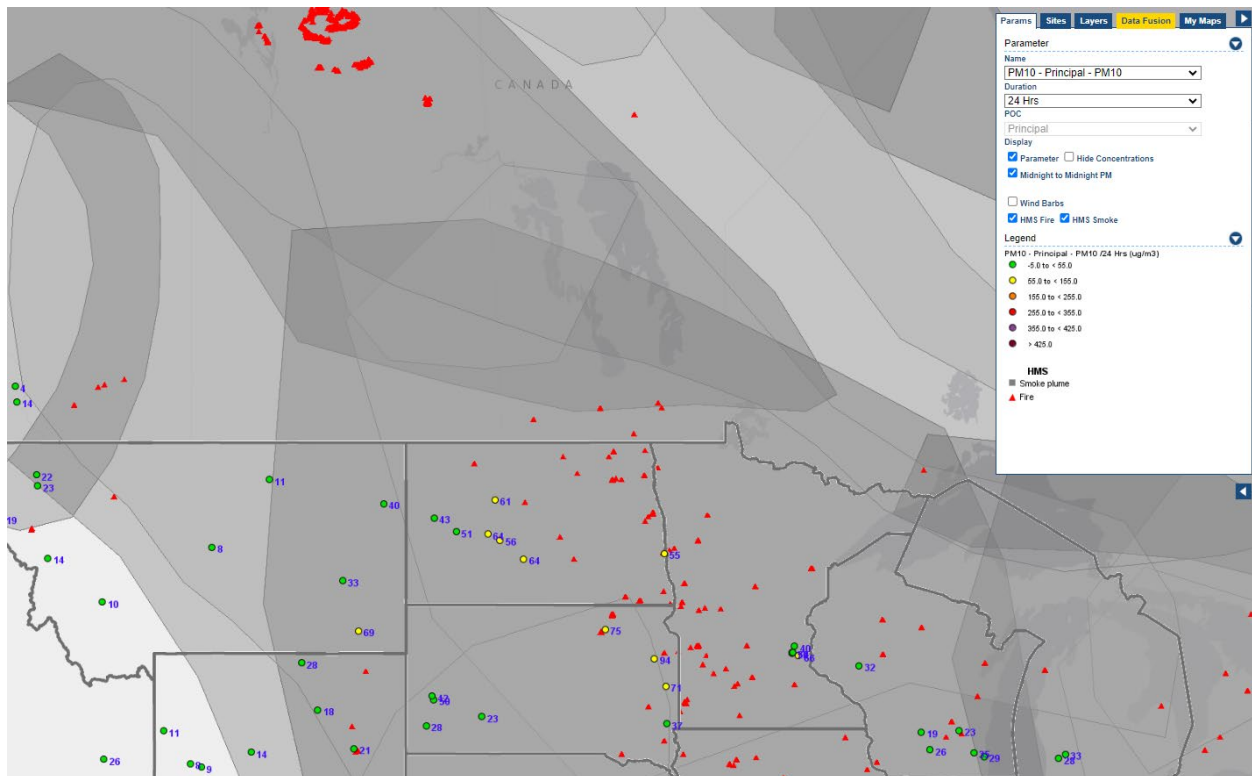 CANADA
Params Sites Layers Data Fusion My Maps
Parameter
Name
PM10 - Principal - PM10
Duration
24 Hrs
POC
Principal
Display
Parameter Hide Concentrations
Midnight to Midnight PM
Wind Barbs
HMS Fire HMS Smoke
Legend
PM10 - Principal - PM10 /24 Hrs (ug/m3)
-5.0 to < 55.0
55.0 to < 155.0
155.0 to < 255.0
255.0 to < 355.0
355.0 to < 425.0
> 425.0
HMS
Smoke plume
Fire
4
14
22
23
11
40
61
43
19
51
64
56
8
55
14
64
33
10
69
75
40
94
32
28
71
42
50
18
23
28
37
11
19
23
14
21
26
33
26
9
29
28